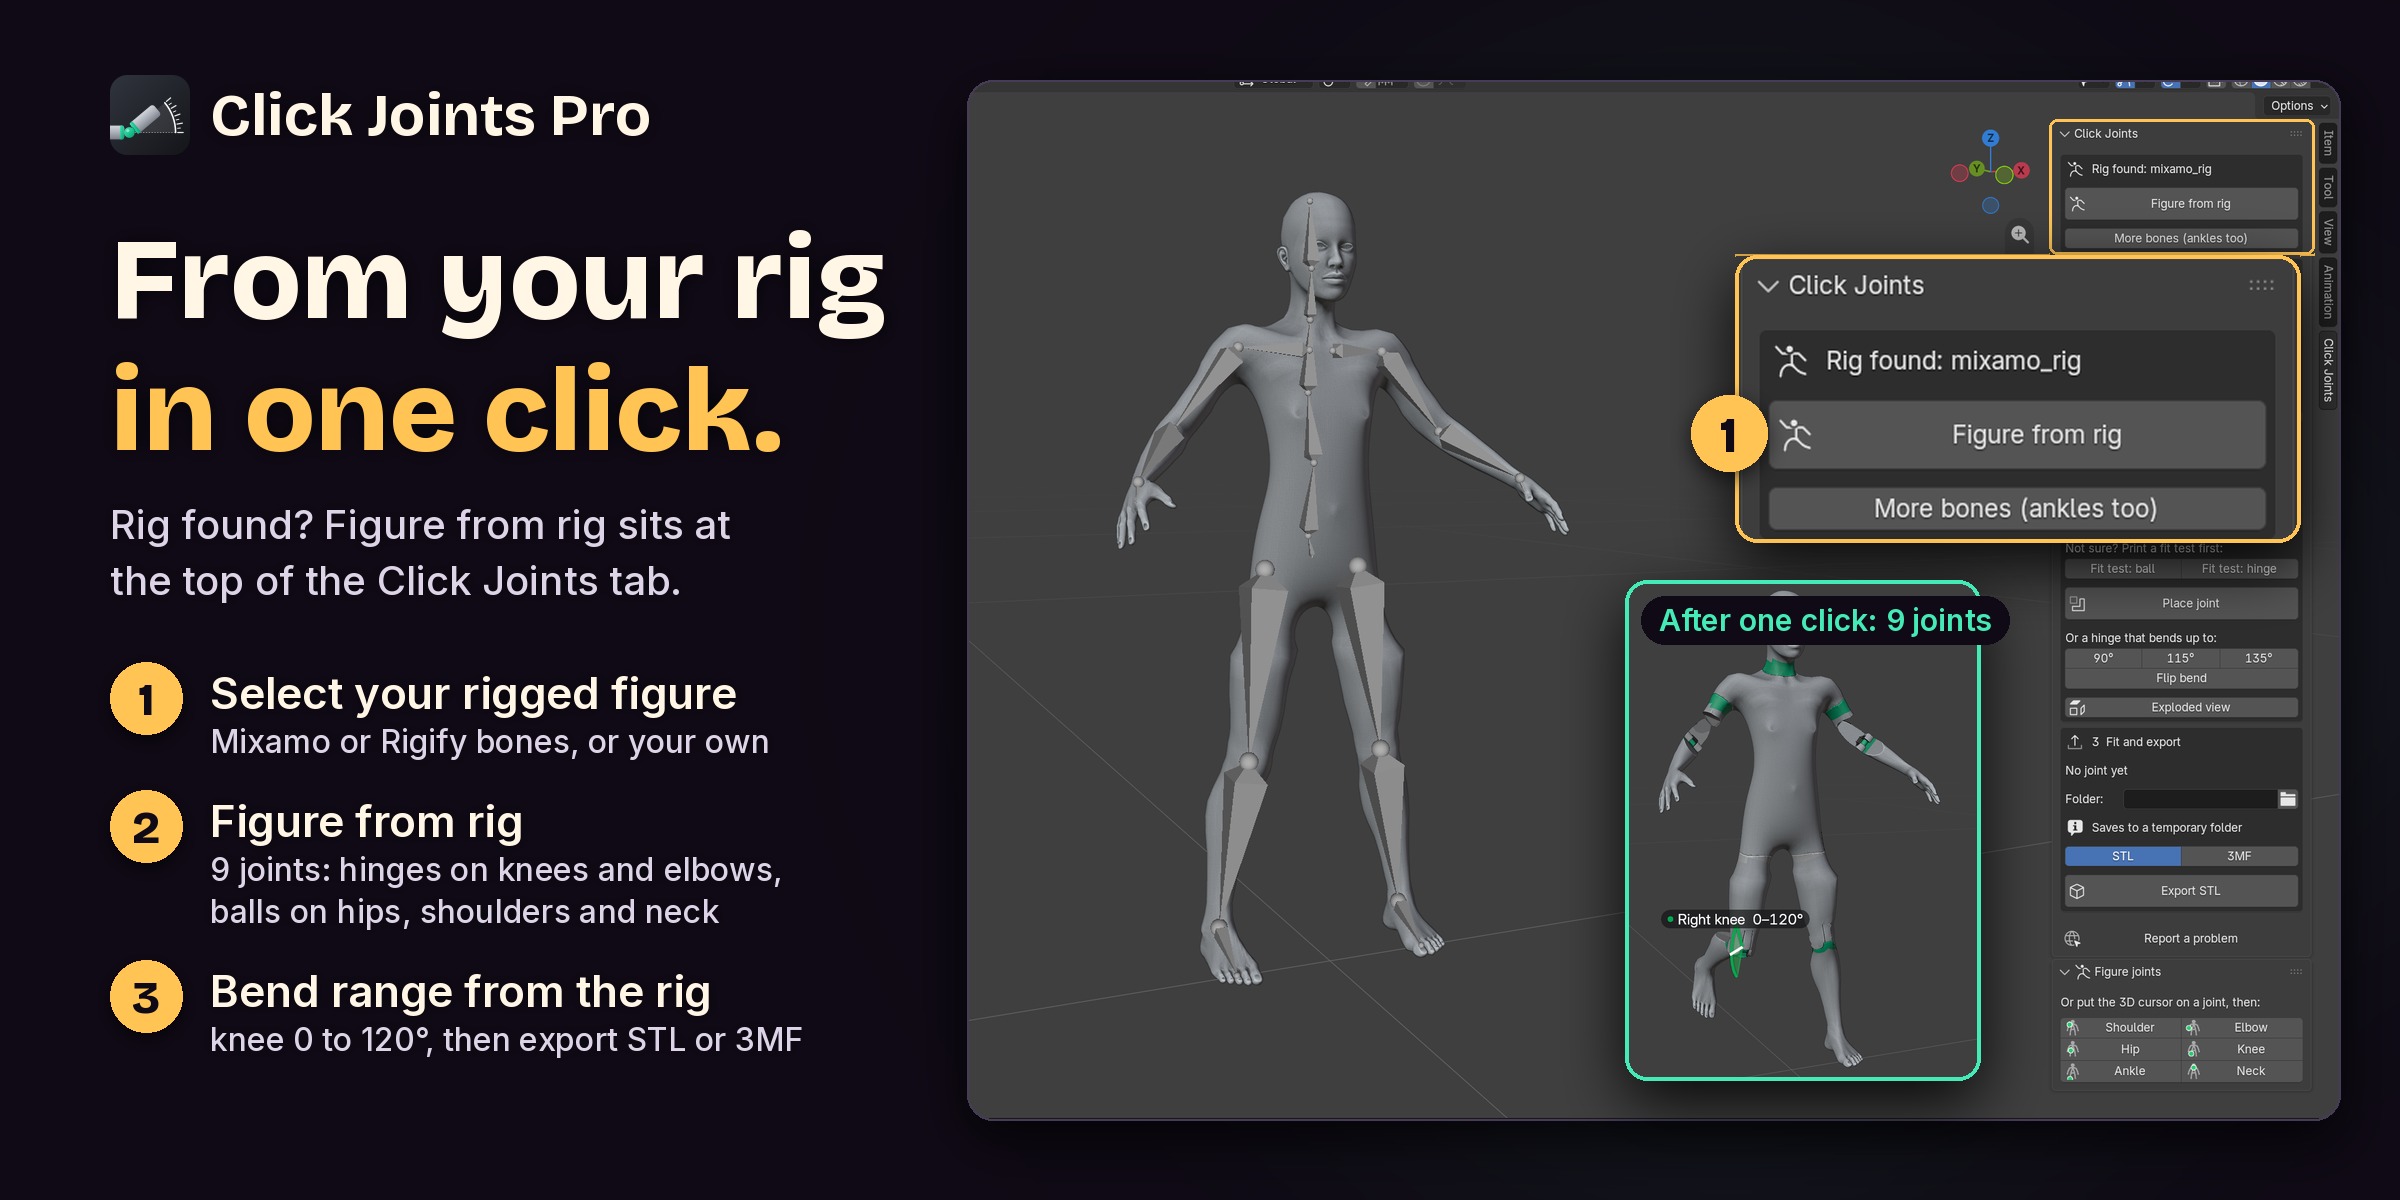 Click Joints Pro
From your rig
in one click.
Rig found? Figure from rig sits at
the top of the Click Joints tab.
1
Select your rigged figure
Mixamo or Rigify bones, or your own
2
Figure from rig
9 joints: hinges on knees and elbows,
balls on hips, shoulders and neck
3
Bend range from the rig
knee 0 to 120°, then export STL or 3MF
Options
Z
Y
X
Click Joints
Rig found: mixamo_rig
Figure from rig
More bones (ankles too)
Item
Tool
View
Animation
Click Joints
Click Joints
Rig found: mixamo_rig
1
Figure from rig
More bones (ankles too)
After one click: 9 joints
Right knee 0–120°
Not sure? Print a fit test first:
Fit test: ball
Fit test: hinge
Place joint
Or a hinge that bends up to:
90°
115°
135°
Flip bend
Exploded view
3 Fit and export
No joint yet
Folder:
Saves to a temporary folder
STL
3MF
Export STL
Report a problem
Figure joints
Or put the 3D cursor on a joint, then:
Shoulder
Elbow
Hip
Knee
Ankle
Neck